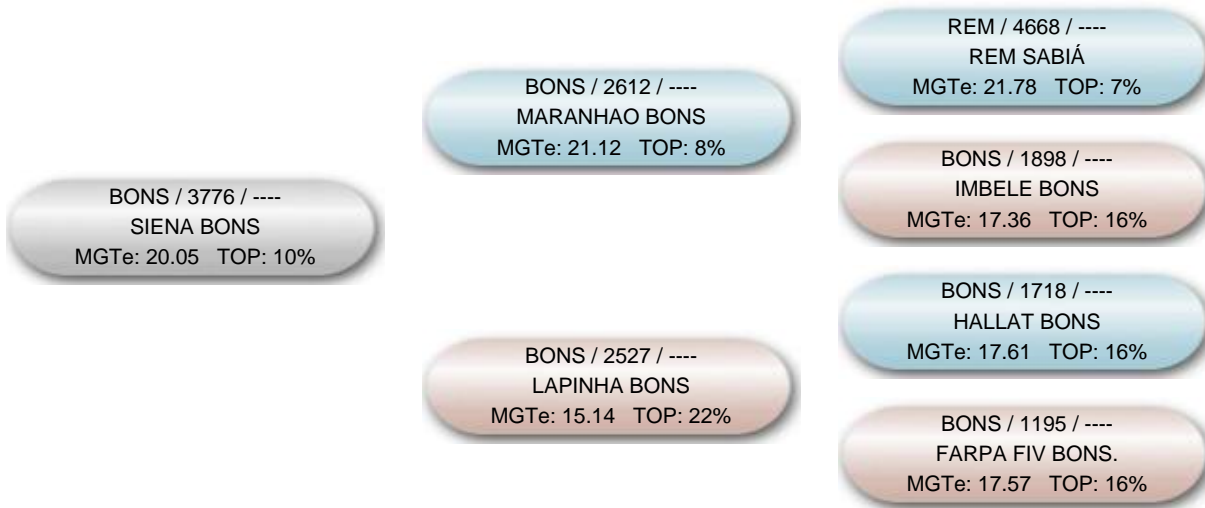 BONS / 3776 / ----
SIENA BONS
MGTe: 20.05 TOP: 10%
BONS / 2612 / ----
MARANHAO BONS
MGTe: 21.12 TOP: 8%
BONS / 2527 / ----
LAPINHA BONS
MGTe: 15.14 TOP: 22%
REM / 4668 / ----
REM SABIÁ
MGTe: 21.78 TOP: 7%
BONS / 1898 / ----
IMBELE BONS
MGTe: 17.36 TOP: 16%
BONS / 1718 / ----
HALLAT BONS
MGTe: 17.61 TOP: 16%
BONS / 1195 / ----
FARPA FIV BONS.
MGTe: 17.57 TOP: 16%